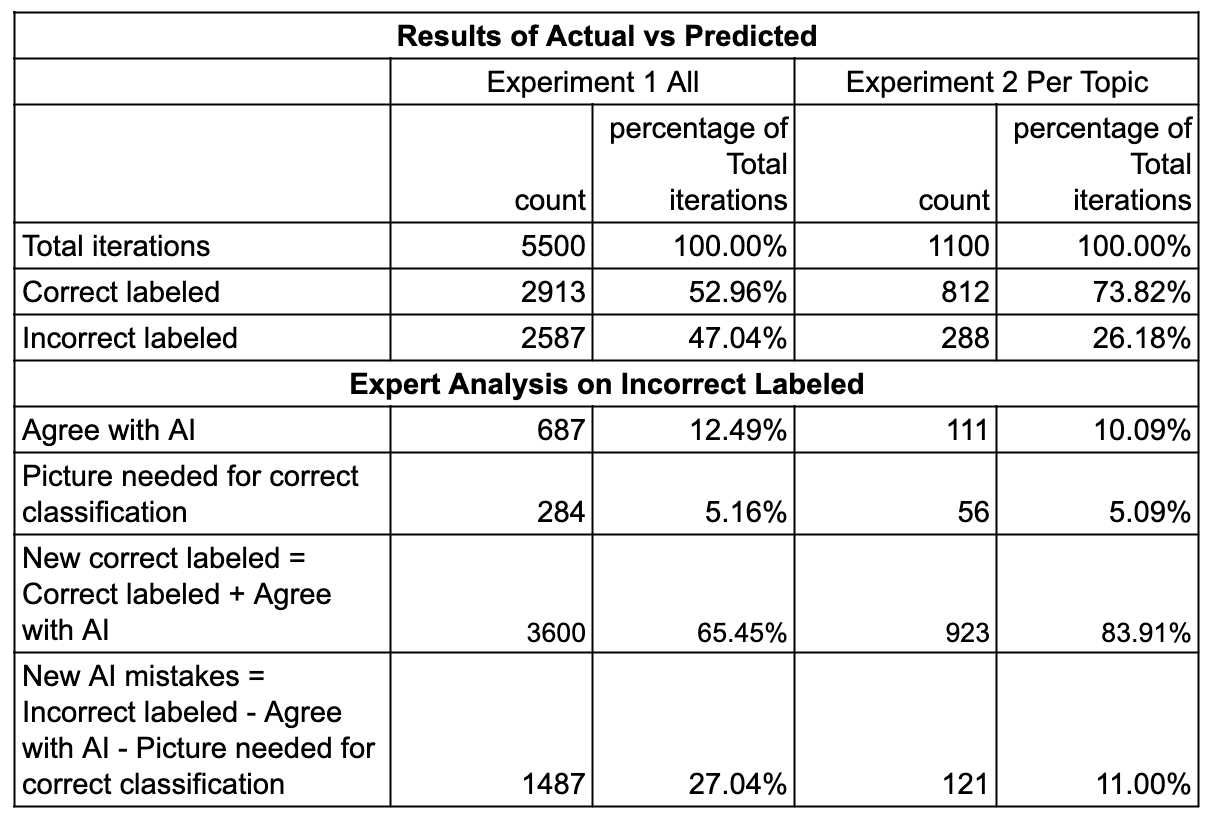 Results of Actual vs Predicted
Experiment 1 All Experiment 2 Per Topic
count percentage of Total iterations count percentage of Total iterations
Total iterations 5500 100.00% 1100 100.00%
Correct labeled 2913 52.96% 812 73.82%
Incorrect labeled 2587 47.04% 288 26.18%
Expert Analysis on Incorrect Labeled
Agree with AI 687 12.49% 111 10.09%
Picture needed for correct
classification 284 5.16% 56 5.09%
New correct labeled =
Correct labeled + Agree
with AI 3600 65.45% 923 83.91%
New AI mistakes =
Incorrect labeled - Agree
with AI - Picture needed for
correct classification 1487 27.04% 121 11.00%